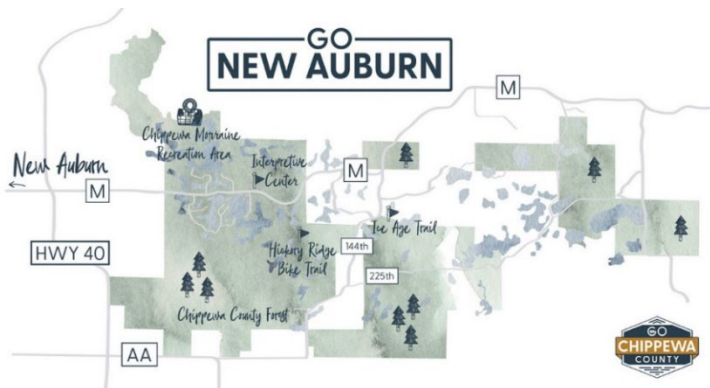 GO
NEW AUBURN
M
Chippewa Morraine
Recreation Area
Interpretive
Center
M
New Auburn
M
Ice Age Trail
HWY 40
Hickory Ridge
Bike Trail
144th
225th
Chippewa County Forest
AA
GO
CHIPPEWA
COUNTY